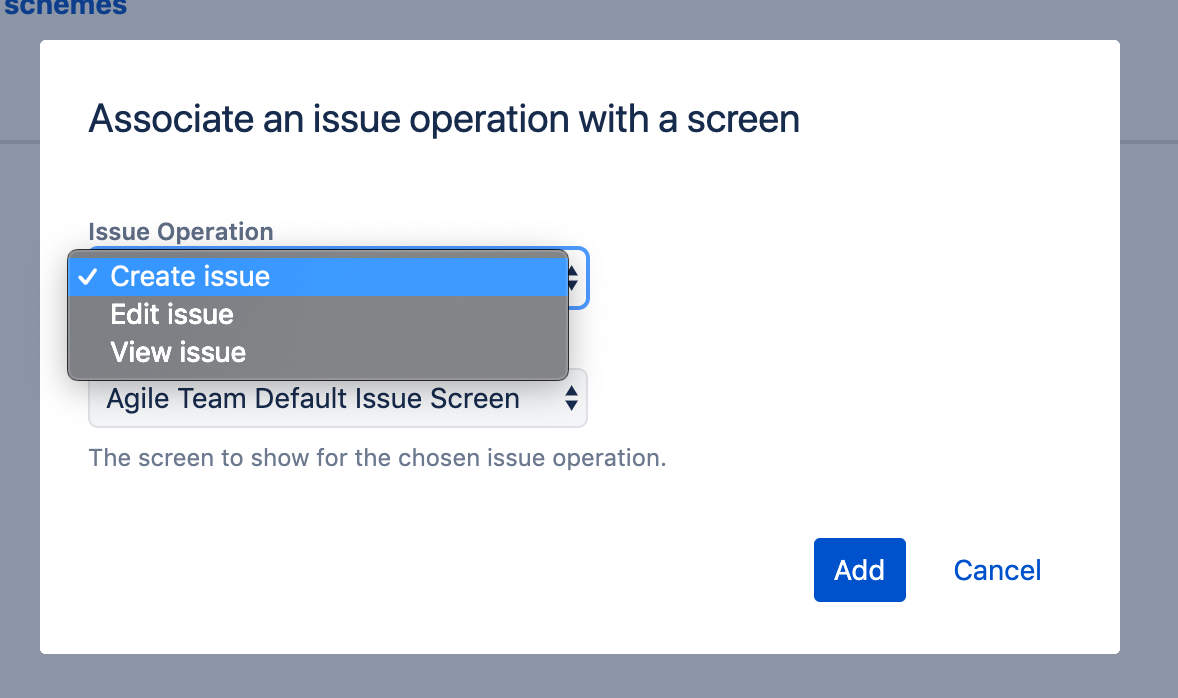 schemes
Associate an issue operation with a screen
Issue Operation
Create issue
Edit issue
View issue
Agile Team Default Issue Screen
The screen to show for the chosen issue operation.
Add
Cancel